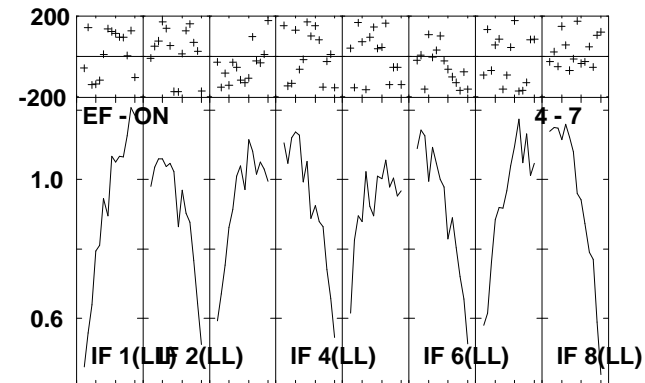 200
-200
EF - ON 4 - 7
1.0
0.6
IF 1(LL) IF 2(LL) IF 4(LL) IF 6(LL) IF 8(LL)